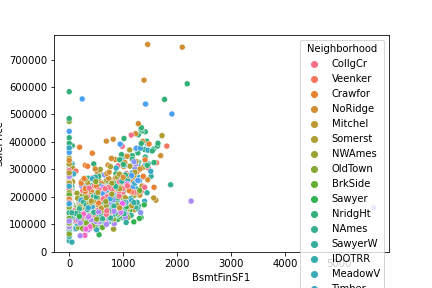 700000
600000
500000
400000
300000
200000
100000
0
0
1000
2000
3000
4000
BsmtFinSF1
Neighborhood
CollgCr
Veenker
Crawfor
NoRidge
Mitchel
Somerst
NWAmes
OldTown
BrkSide
Sawyer
NridgHt
NAmes
SawyerW
IDOTRR
MeadowV